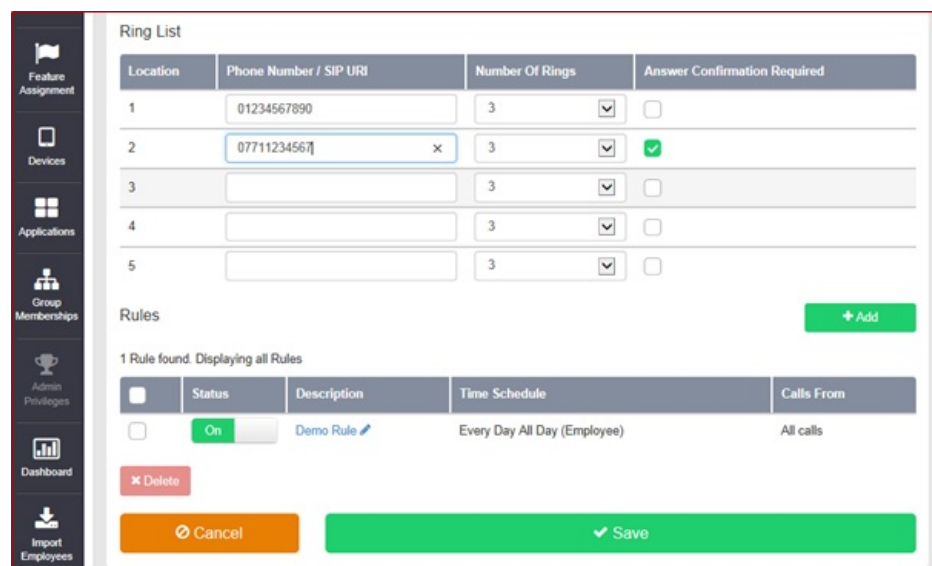 Feature
Assignment
Devices
Applications
Group
Memberships
Admin
Privileges
Dashboard
Import
Employees
Ring List
Location Phone Number / SIP URI Number Of Rings Answer Confirmation Required
1 01234567890 3
2 07711234567 × 3
3 3
4 3
5 3
Rules
+ Add
1 Rule found. Displaying all Rules
Status Description Time Schedule Calls From
On Demo Rule Every Day All Day (Employee) All calls
× Delete
Cancel
Save